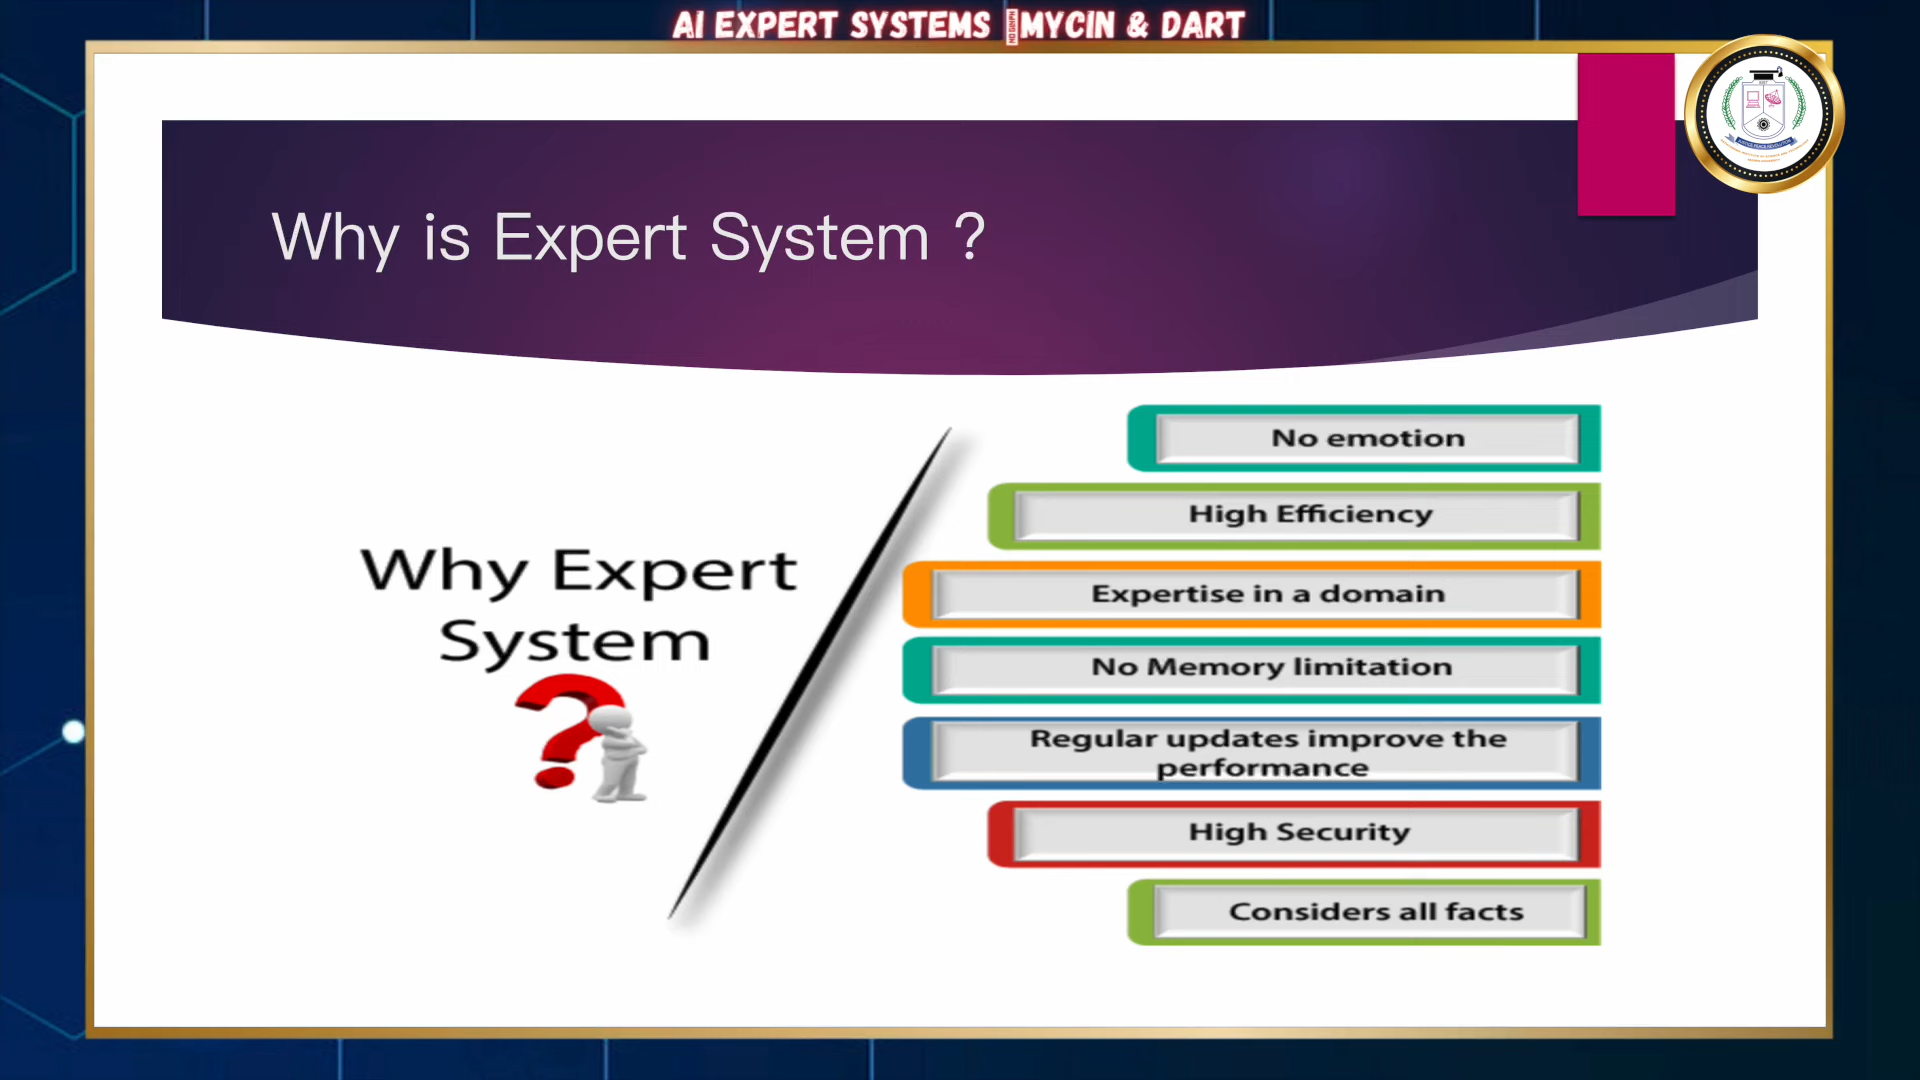 AI EXPERT SYSTEMS MYCIN & DART
Why is Expert System ?
Why Expert
System
?
No emotion
High Efficiency
Expertise in a domain
No Memory limitation
Regular updates improve the
performance
High Security
Considers all facts